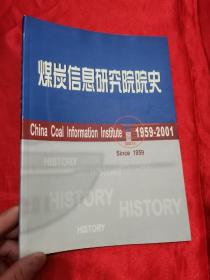 煤炭信息研究院院史
China Coal Information Institute 1959-2001
Since 1959
HISTORY
HISTORY
HISTORY
HISTORY